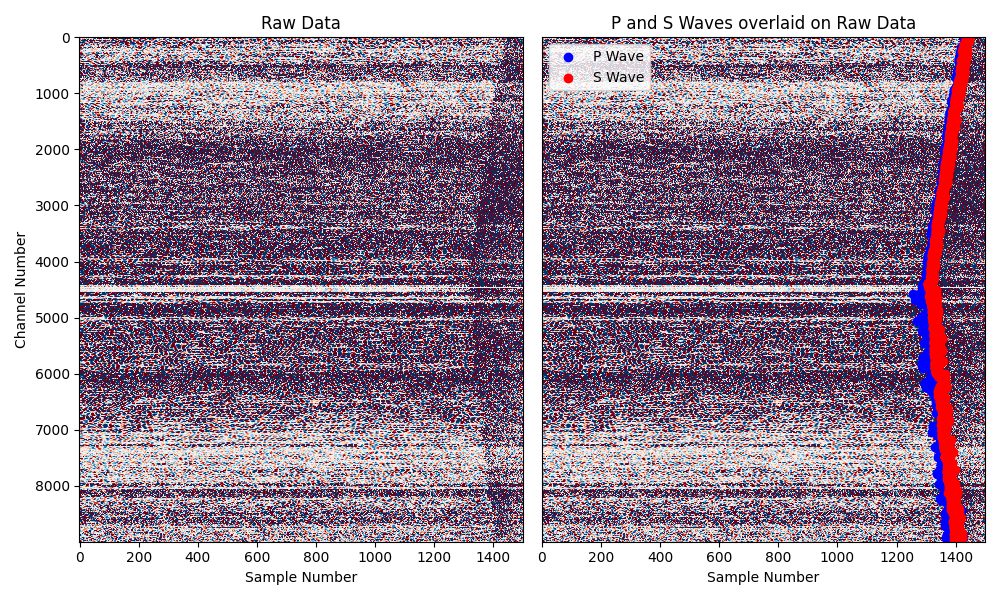 Raw Data
P and S Waves overlaid on Raw Data
P Wave
S Wave
Channel Number
0
1000
2000
3000
4000
5000
6000
7000
8000
0 200 400 600 800 1000 1200 1400
0 200 400 600 800 1000 1200 1400
Sample Number
Sample Number